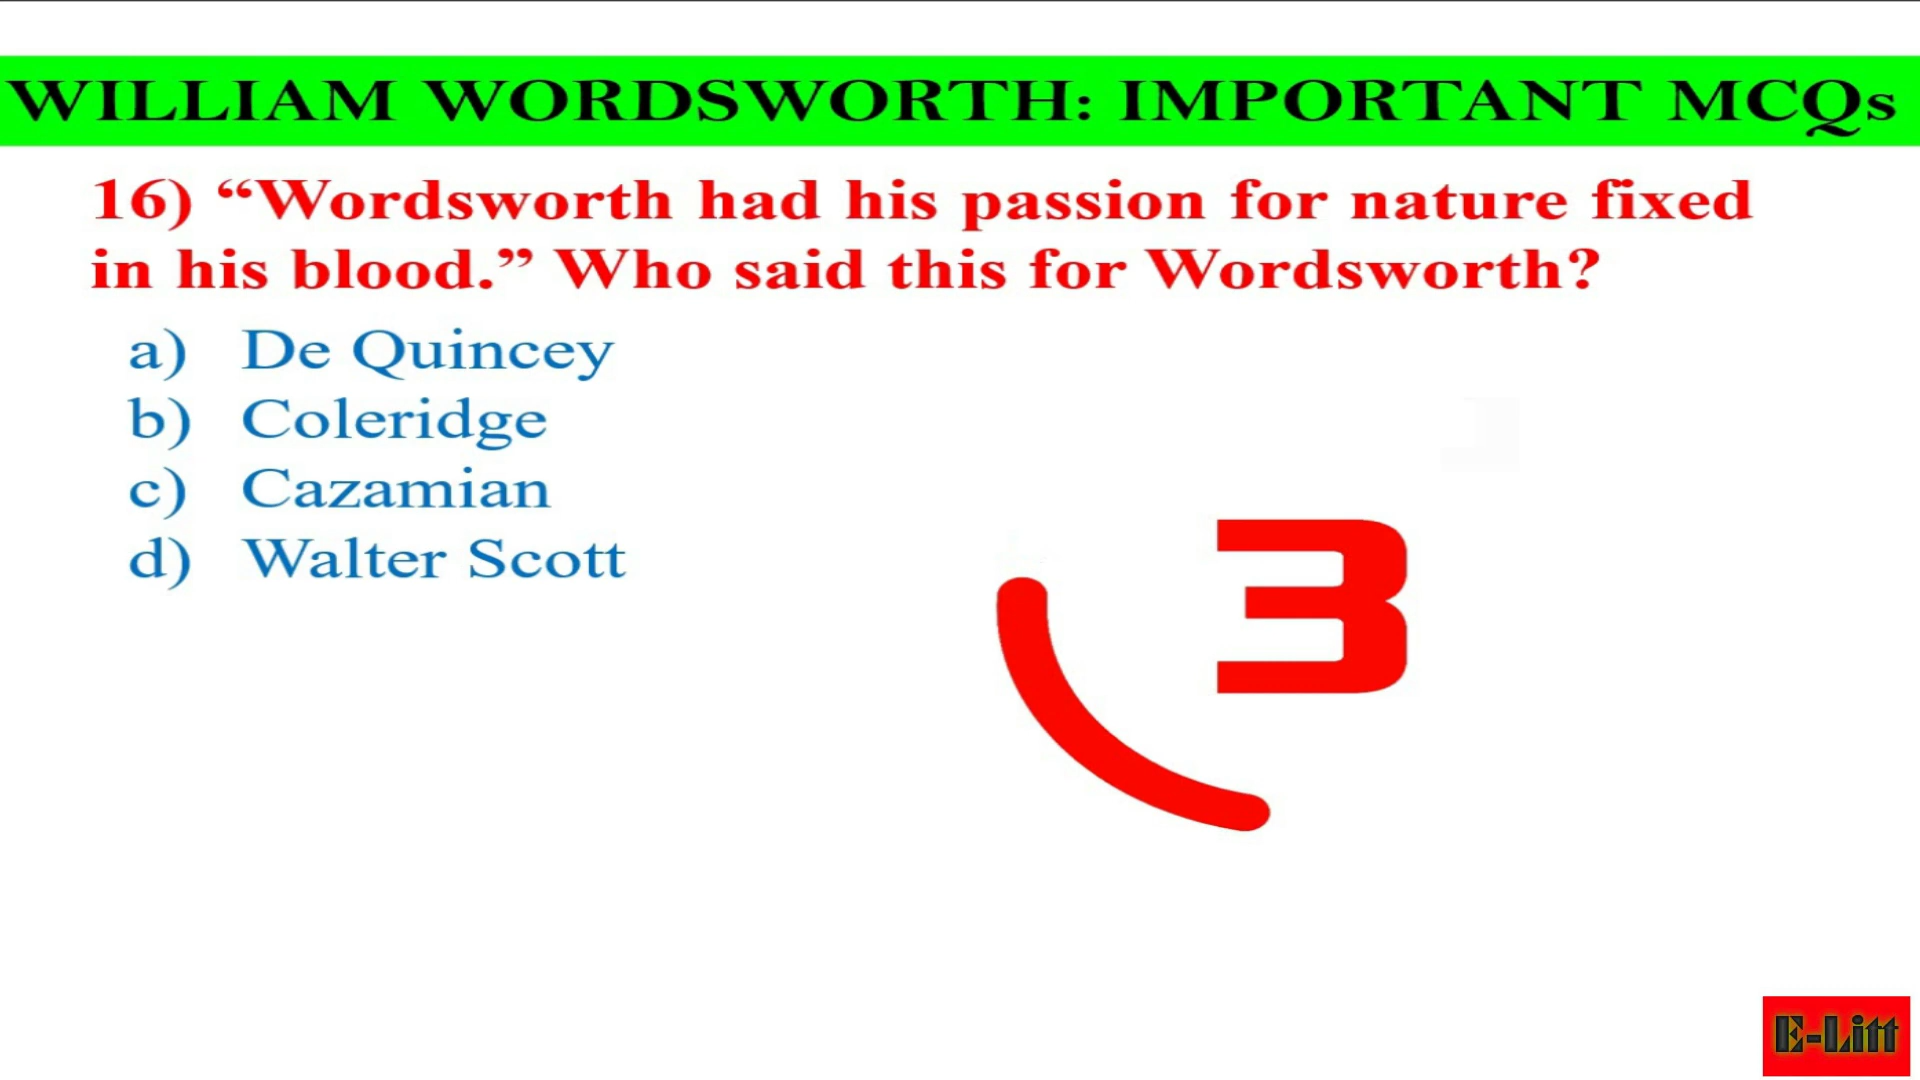 WILLIAM WORDSWORTH: IMPORTANT MCQs
16) “Wordsworth had his passion for nature fixed
in his blood.” Who said this for Wordsworth?
a) De Quincey
b) Coleridge
c) Cazamian
d) Walter Scott
3
E-Litt